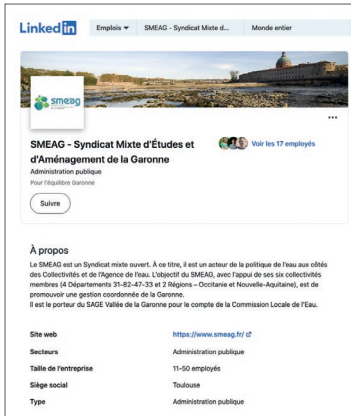 LinkedIn
Emplois
SMEAG - Syndicat Mixte d...
Monde entier
smeag
SMEAG - Syndicat Mixte d'Études et
d'Aménagement de la Garonne
Voir les 17 employés
Administration publique
Pour l'équilibre Garonne
Suivre
À propos
Le SMEAG est un Syndicat mixte ouvert. À ce titre, il est un acteur de la politique de l'eau aux côtés
des Collectivités et de l'Agence de l'eau. L'objectif du SMEAG, avec l'appui de ses six collectivités
membres (4 Départements 31-82-47-33 et 2 Régions – Occitanie et Nouvelle-Aquitaine), est de
promouvoir une gestion coordonnée de la Garonne.
Il est le porteur du SAGE Vallée de la Garonne pour le compte de la Commission Locale de l'Eau.
Site web https://www.smeag.fr/
Secteurs Administration publique
Taille de l'entreprise 11-50 employés
Siège social Toulouse
Type Administration publique